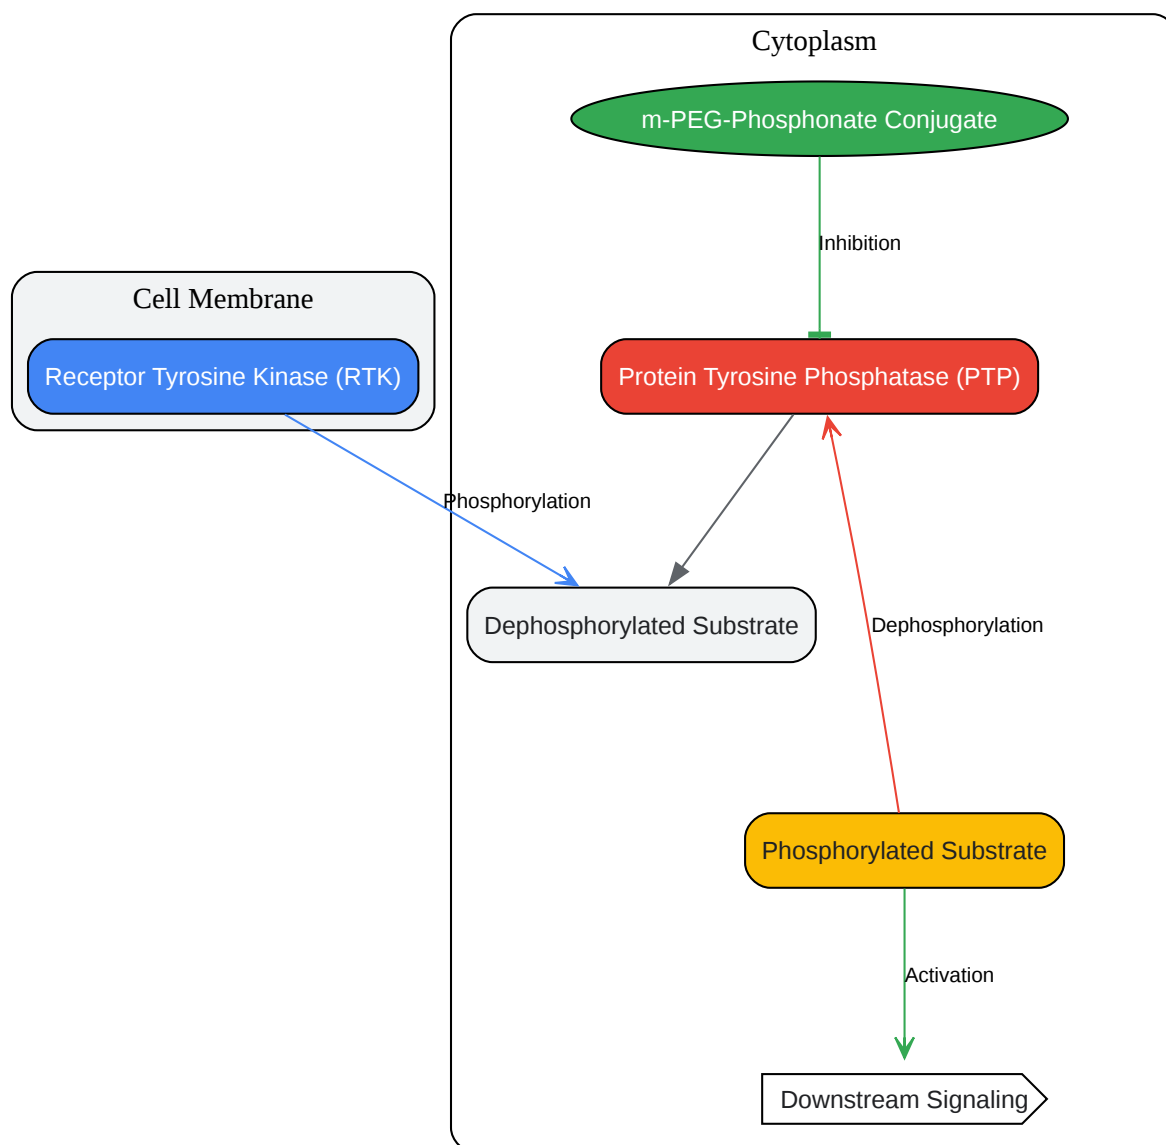 Cytoplasm
m-PEG-Phosphonate Conjugate
Inhibition
Cell Membrane
Receptor Tyrosine Kinase (RTK)
Protein Tyrosine Phosphatase (PTP)
Phosphorylation
Dephosphorylated Substrate
Dephosphorylation
Phosphorylated Substrate
Activation
Downstream Signaling